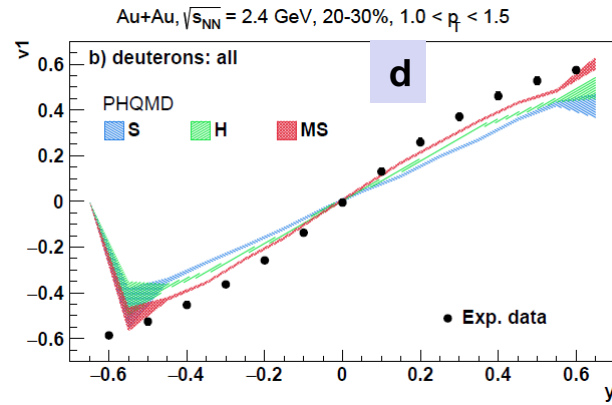 Au+Au, √s_NN = 2.4 GeV, 20-30%, 1.0 < p_T < 1.5
v1
b) deuterons: all
d
PHQMD
S H MS
0.6
0.4
0.2
0
−0.2
−0.4
−0.6
Exp. data
−0.6 −0.4 −0.2 0 0.2 0.4 0.6
y